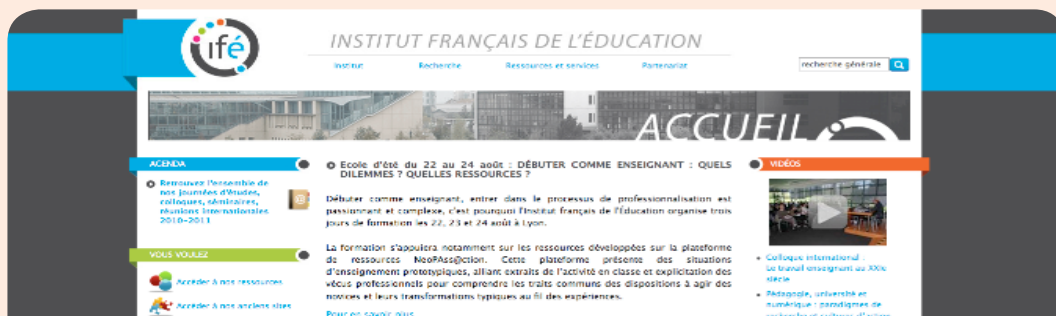 ifé
INSTITUT FRANÇAIS DE L'ÉDUCATION
Institut Recherche Ressources et services Partenariat
recherche générale
ACCUEIL
AGENDA
Retrouvez l'ensemble de
nos journées d'études,
colloques, séminaires,
réunions internationales
2010-2011
VOUS VOULEZ
Accéder à nos ressources
Accéder à nos anciens sites
Ecole d'été du 22 au 24 août : DÉBUTER COMME ENSEIGNANT : QUELS
DILEMMES ? QUELLES RESSOURCES ?
Débuter comme enseignant, entrer dans le processus de professionnalisation est
passionnant et complexe, c'est pourquoi l'Institut français de l'Éducation organise trois
jours de formation les 22, 23 et 24 août à Lyon.
La formation s'appuiera notamment sur les ressources développées sur la plateforme
de ressources NéoPass@ction. Cette plateforme présente des situations
d'enseignement prototypiques, alliant extraits de l'activité en classe et explicitation des
vécus professionnels pour comprendre les traits communs des dispositions à agir des
novices et leurs transformations typiques au fil des expériences.
Pour en savoir plus
VIDÉOS
Colloque international :
Le travail enseignant au XXIe
siècle
Pédagogie, université et
numérique : paradigmes de